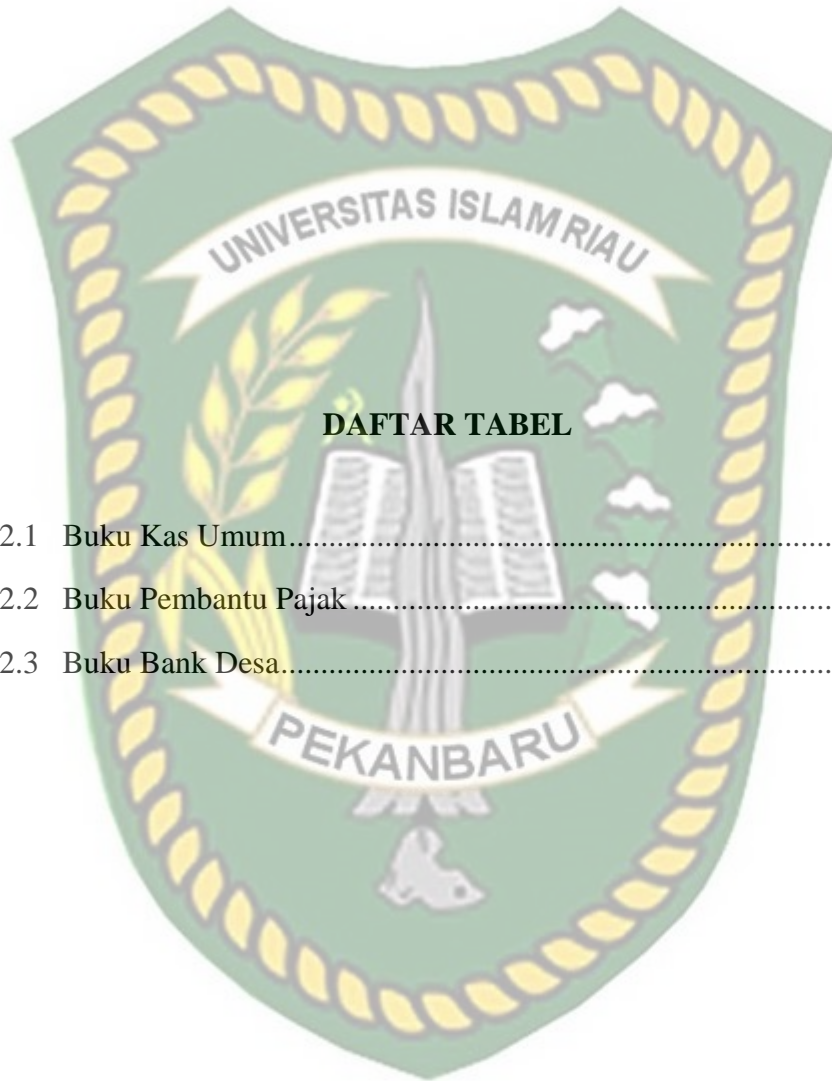 UNIVERSITAS ISLAM RIAU
DAFTAR TABEL
2.1 Buku Kas Umum..........................................................................
2.2 Buku Pembantu Pajak ..................................................................
2.3 Buku Bank Desa...........................................................................
PEKANBARU